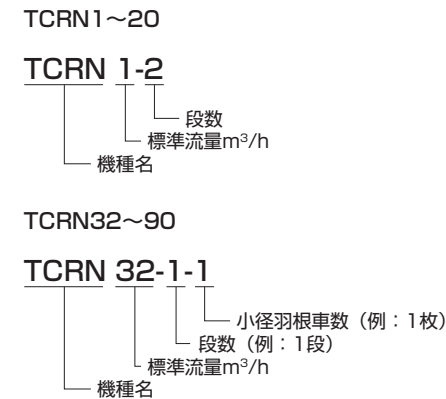 TCRN1～20
TCRN 1-2
段数
標準流量m³/h
機種名
TCRN32～90
TCRN 32-1-1
小径羽根車数（例：1枚）
段数（例：1段）
標準流量m³/h
機種名